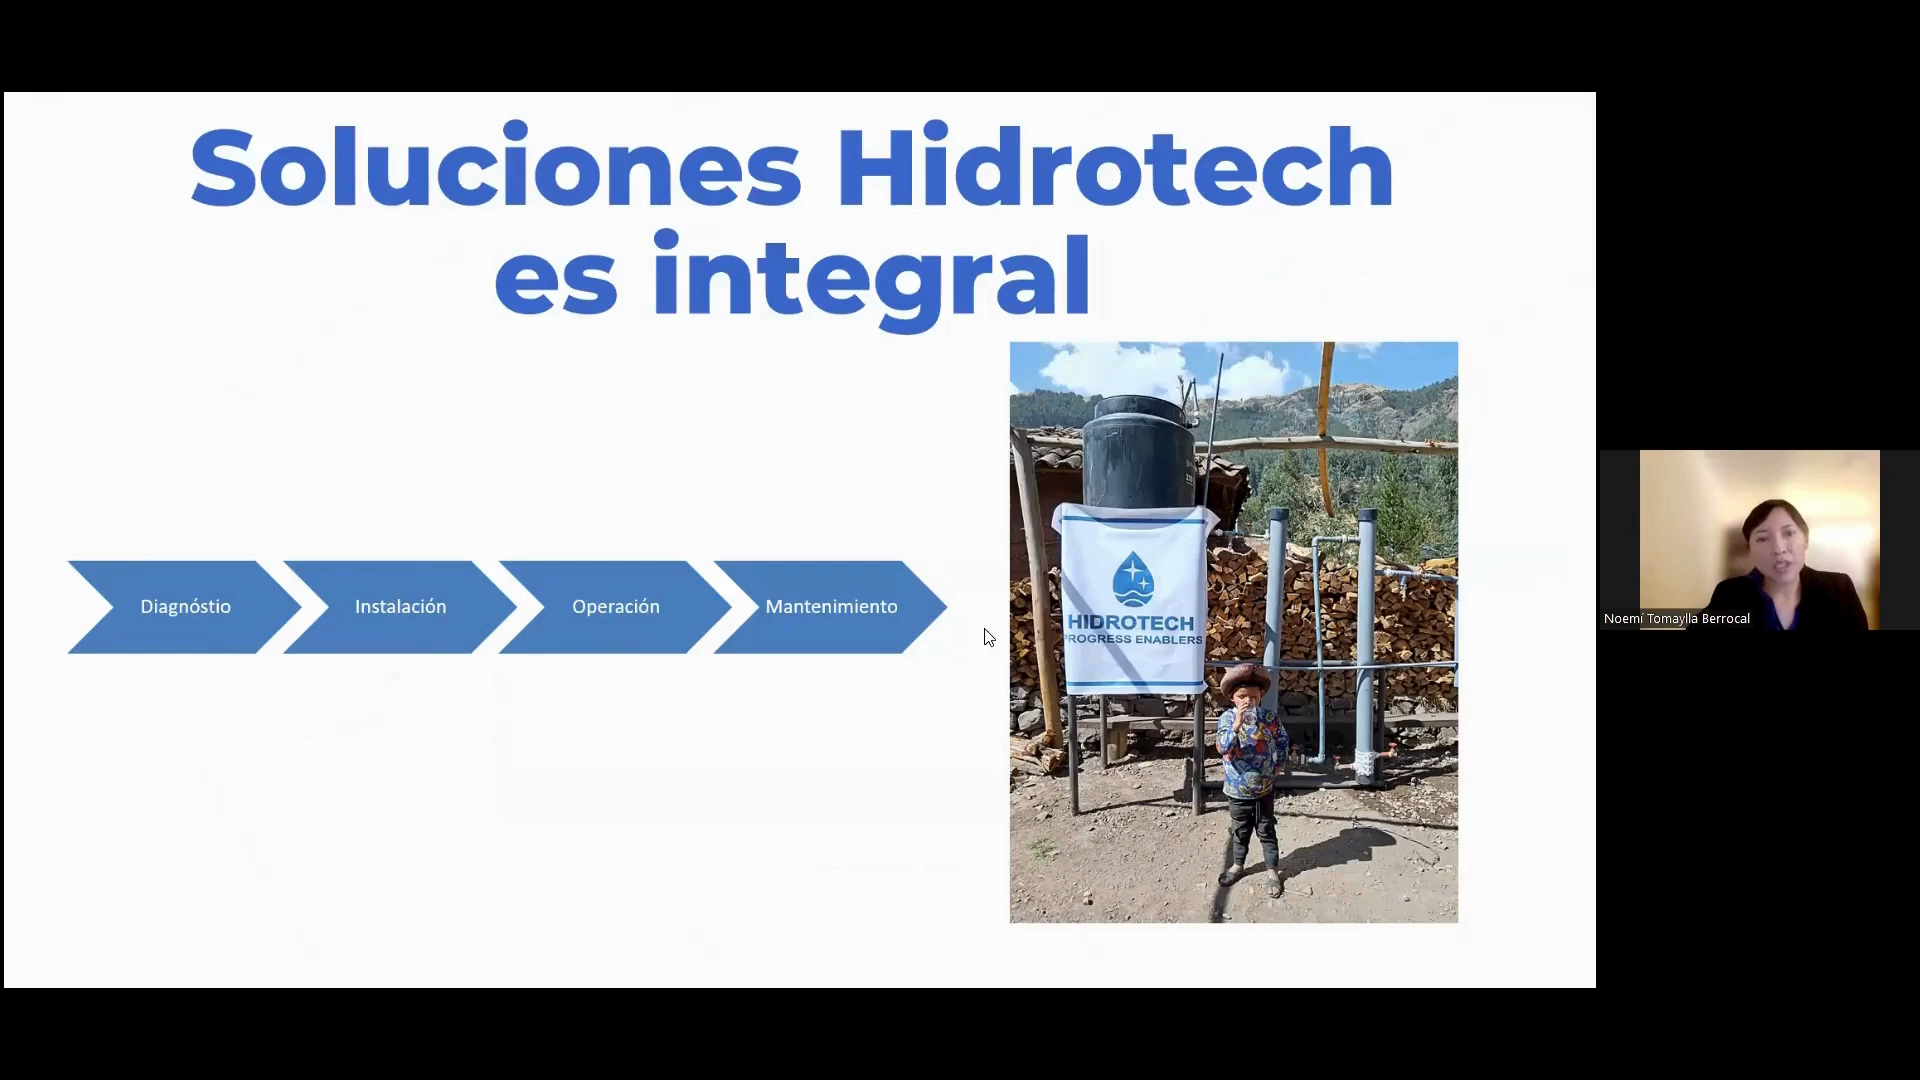 Soluciones Hidrotech
es integral
Diagnóstio
Instalación
Operación
Mantenimiento
HIDROTECH
PROGRESS ENABLERS
Noemí Tomaylla Berrocal